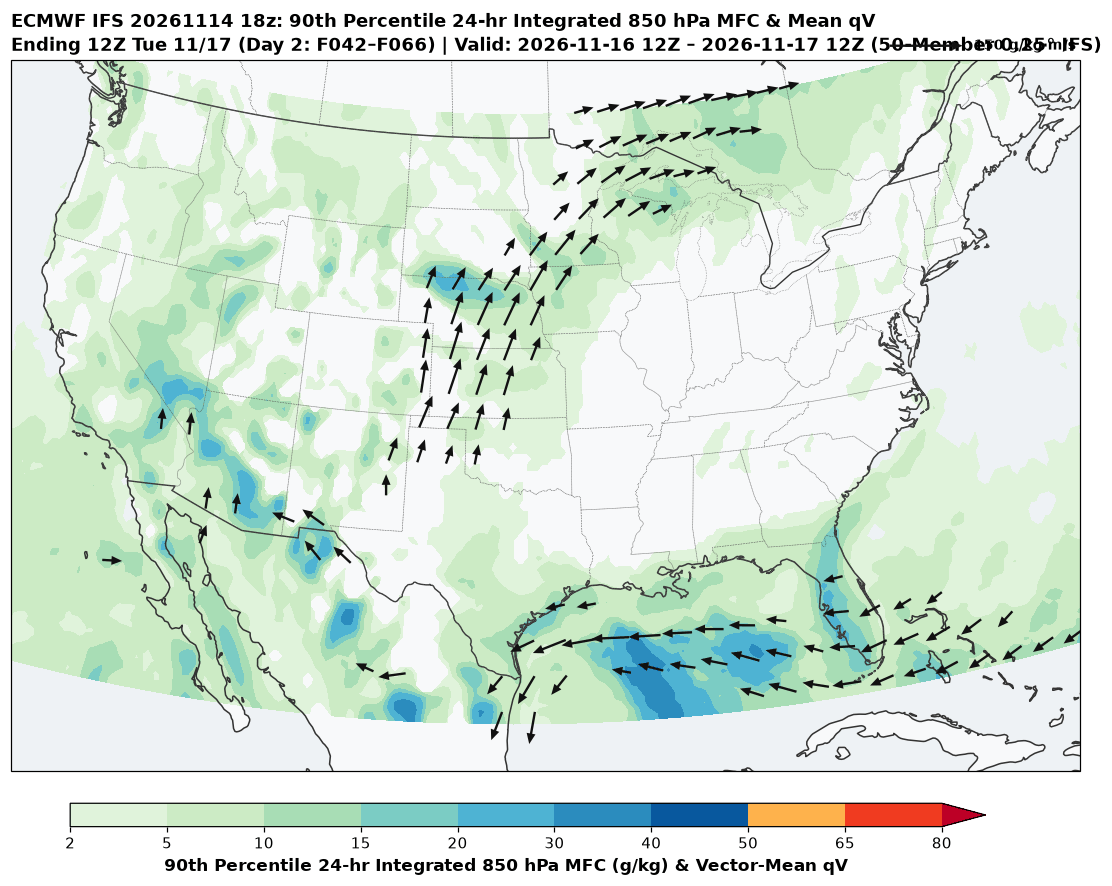 ECMWF IFS 20261114 18z: 90th Percentile 24-hr Integrated 850 hPa MFC & Mean qV
Ending 12Z Tue 11/17 (Day 2: F042–F066) | Valid: 2026-11-16 12Z – 2026-11-17 12Z (50-Member 0.25° IFS)
2 5 10 15 20 30 40 50 65 80
90th Percentile 24-hr Integrated 850 hPa MFC (g/kg) & Vector-Mean qV